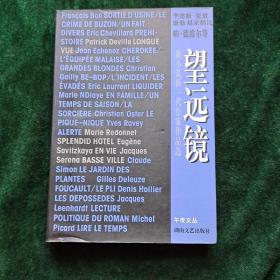 François Bon SORTIE D'USINE/LE
CRIME DE BUZON/UN FAIT
DIVERS Eric Chevillard PREHI-
STOIRE Patrick Deville LONGUE
VUE Jean Echenoz CHEROKEE/
L'ÉQUIPÉE MALAISE/LES
GRANDES BLONDES Christian
Gailly BE-BOP/L'INCIDENT/LES
ÉVADÉS Eric Laurrent LIQUIDER
Marie NDiaye EN FAMILLE/UN
TEMPS DE SAISON/LA
SORCIÈRE Christian Oster LE
PIQUE-NIQUE Yves Ravey
ALERTE Marie Redonnet
SPLENDID HOTEL Eugène
Savitzkaya EN VIE Jacques
Serena BASSE VILLE Claude
Simon LE JARDIN DES
PLANTES Gilles Deleuze
FOUCAULT/LE PLI Denis Hollier
LES DEPOSSEDES Jacques
Leenhardt LECTURE
POLITIQUE DU ROMAN Michel
Picard LIRE LE TEMPS
望远镜
午夜文丛
湖南文艺出版社